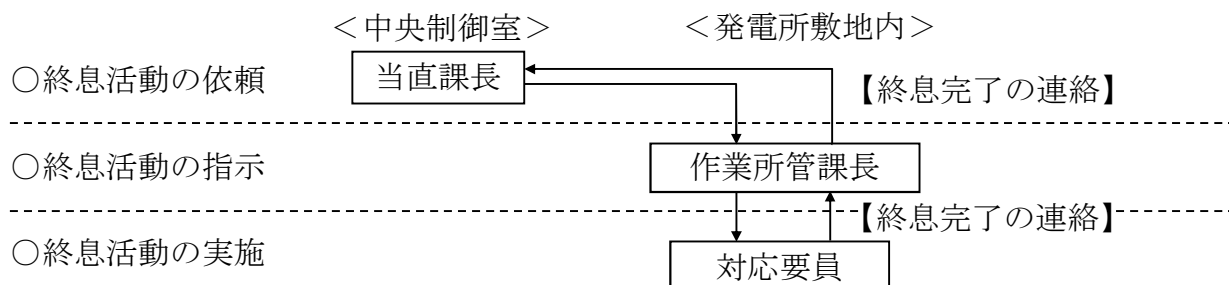 ＜中央制御室＞ ＜発電所敷地内＞
○終息活動の依頼 当直課長 【終息完了の連絡】
○終息活動の指示 作業所管課長
【終息完了の連絡】
○終息活動の実施 対応要員